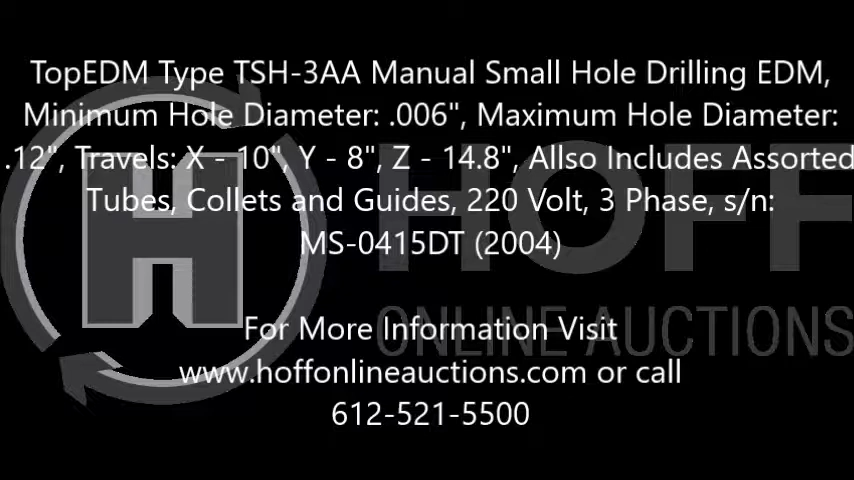 TopEDM Type TSH-3AA Manual Small Hole Drilling EDM,
Minimum Hole Diameter: .006", Maximum Hole Diameter:
.12", Travels: X - 10", Y - 8", Z - 14.8", Allso Includes Assorted
Tubes, Collets and Guides, 220 Volt, 3 Phase, s/n:
MS-0415DT (2004)
For More Information Visit
www.hoffonlineauctions.com or call
612-521-5500
H HOFF
ONLINE AUCTIONS